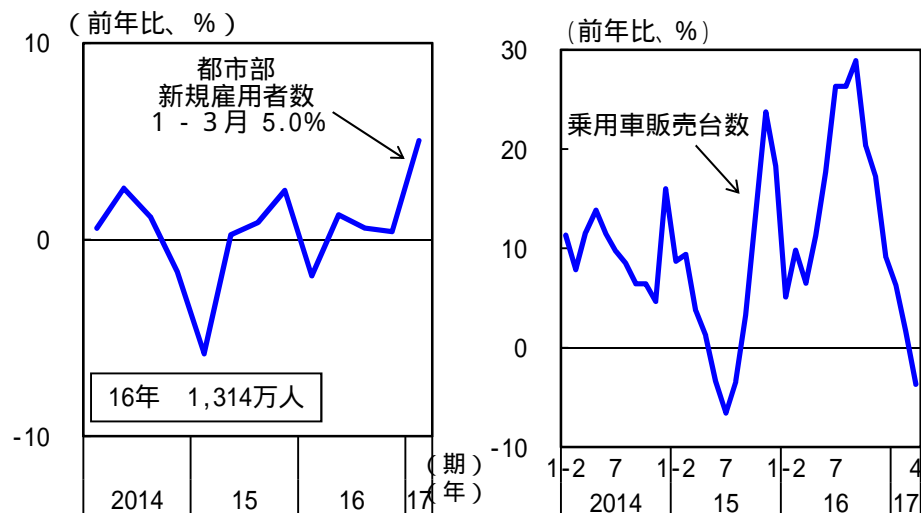 (前年比、%)
10
都市部
新規雇用者数
1 - 3月 5.0%
0
16年 1,314万人
-10
(期)
2014 15 16 17 (年)
(前年比、%)
30
乗用車販売台数
20
10
0
-10
1-2 7 1-2 7 1-2 7 4
2014 15 16 17